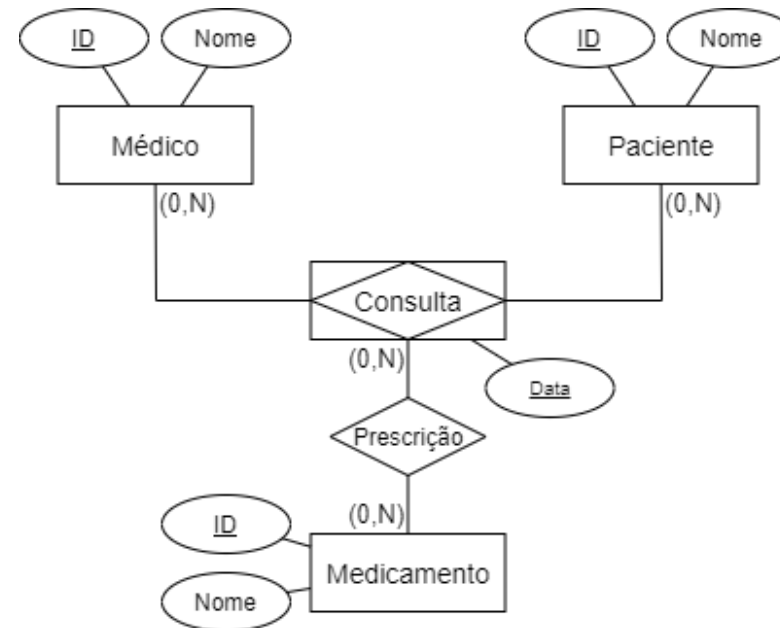 ID
Nome
ID
Nome
Médico
Paciente
(0,N)
(0,N)
Consulta
(0,N)
Data
Prescrição
(0,N)
ID
Medicamento
Nome